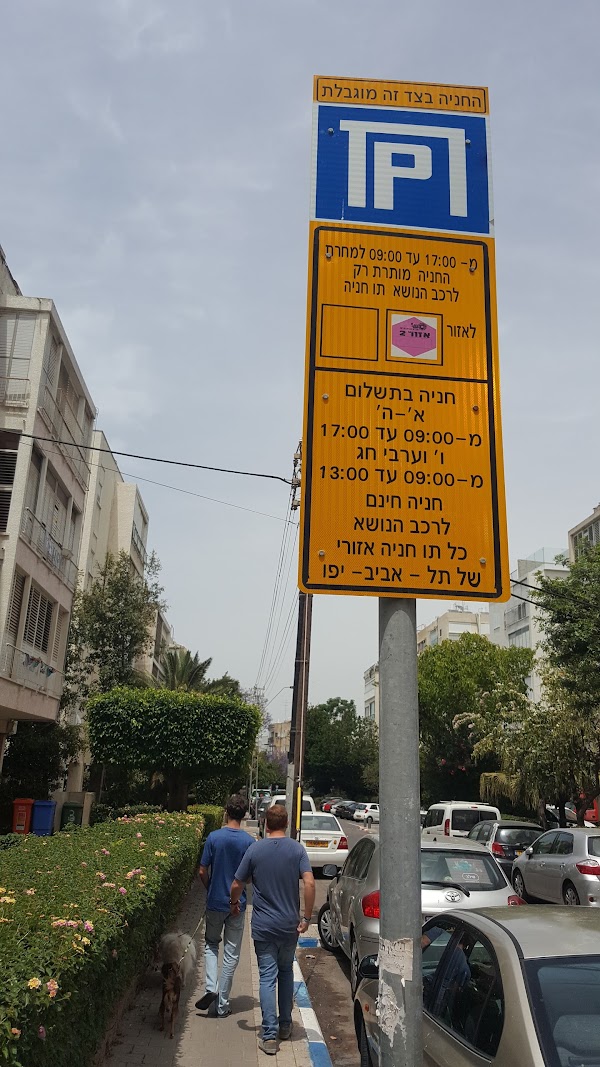 החניה בצד זה מוגבלת
P
מ- 17:00 עד 09:00 למחרת
החניה מותרת רק
לרכב הנושא תו חניה
לאזור
אזור 2
חניה בתשלום
א'-ה'
מ-09:00 עד 17:00
ו' וערבי חג
מ-09:00 עד 13:00
חניה חינם
לרכב הנושא
כל תו חניה אזורי
של תל - אביב- יפו